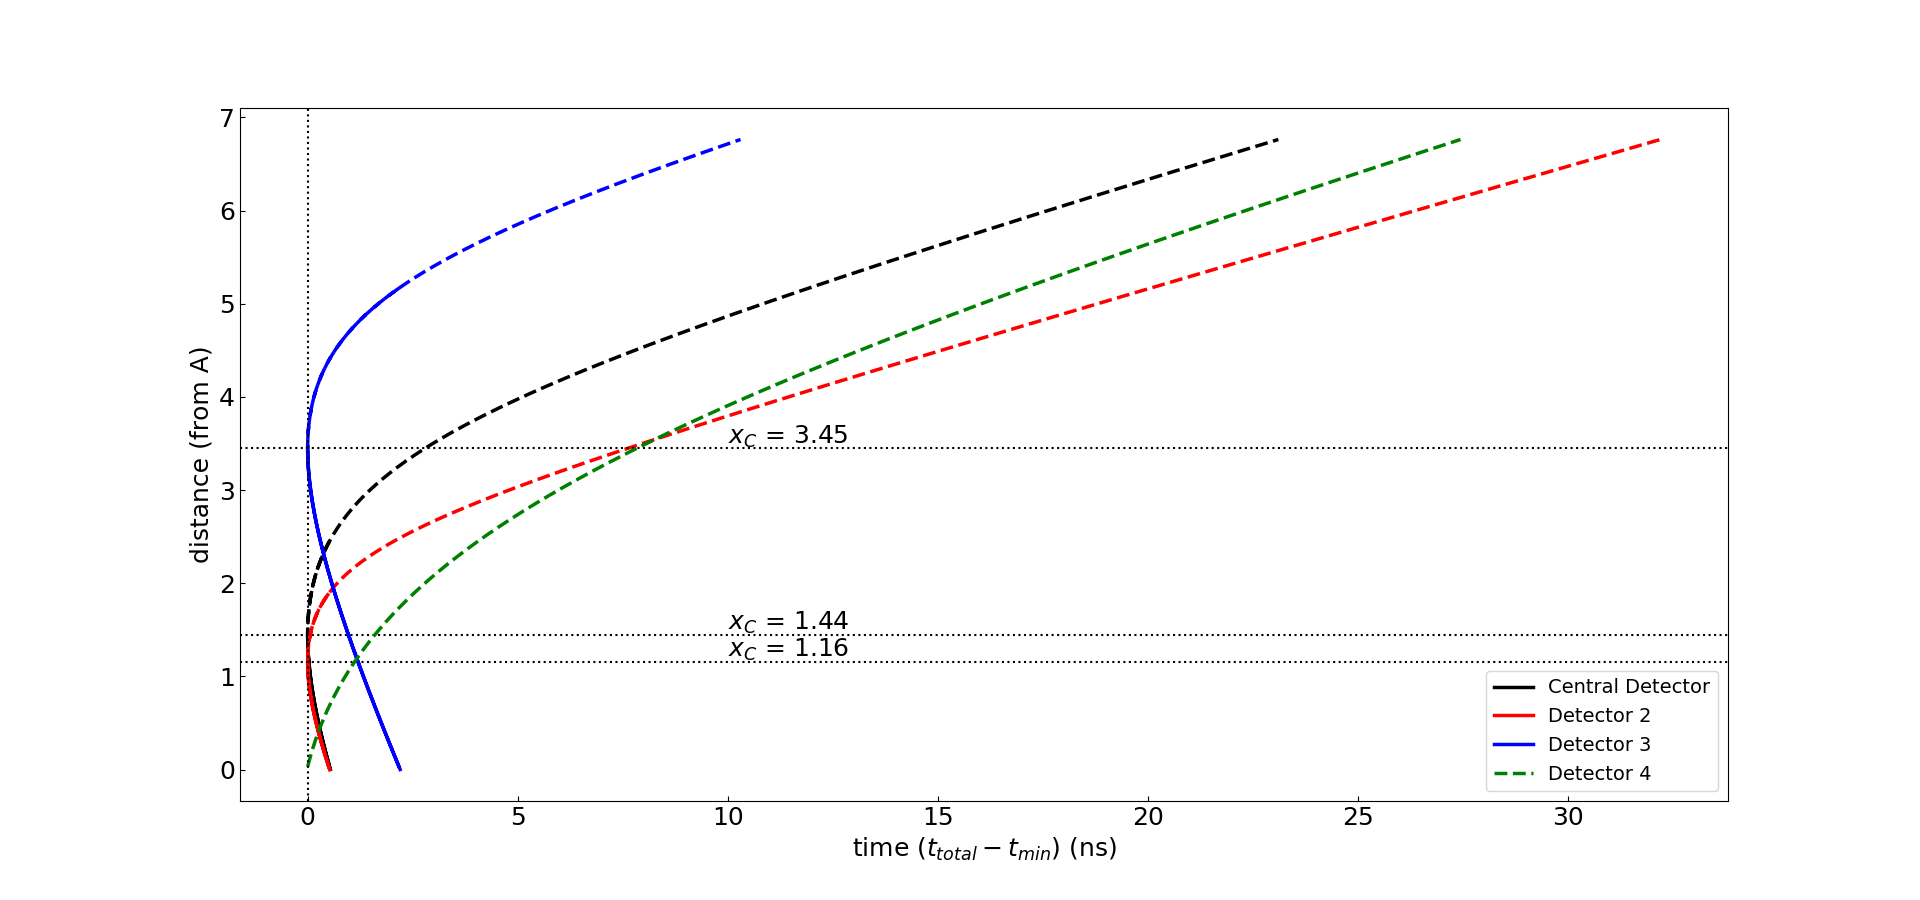 7
6
5
4
3
2
1
0
distance (from A)
x_C = 3.45
x_C = 1.44
x_C = 1.16
Central Detector
Detector 2
Detector 3
Detector 4
0 5 10 15 20 25 30
time (t_total − t_min) (ns)